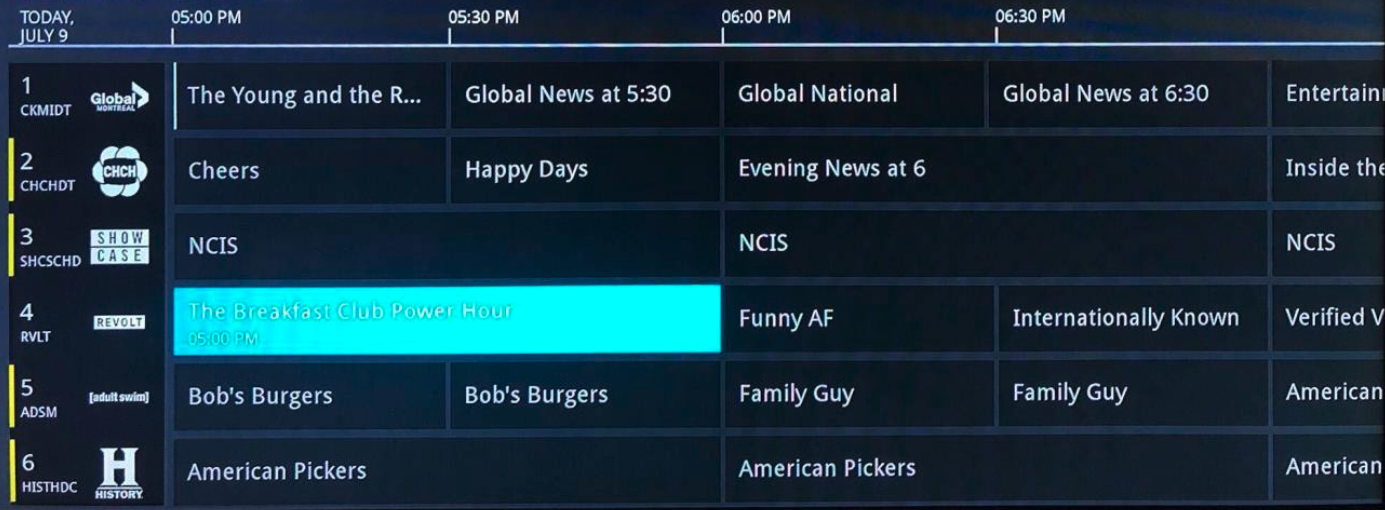 TODAY,
JULY 9
05:00 PM
05:30 PM
06:00 PM
06:30 PM
1
CKMIDT
Global
MONTREAL
The Young and the R...
Global News at 5:30
Global National
Global News at 6:30
Entertain
2
CHCHDT
CHCH
Cheers
Happy Days
Evening News at 6
Inside the
3
SHCSCHD
SHOW
CASE
NCIS
NCIS
NCIS
4
RVLT
REVOLT
The Breakfast Club Power Hour
05:00 PM
Funny AF
Internationally Known
Verified V
5
ADSM
[adult swim]
Bob's Burgers
Bob's Burgers
Family Guy
Family Guy
American
6
HISTHDC
H
HISTORY
American Pickers
American Pickers
American